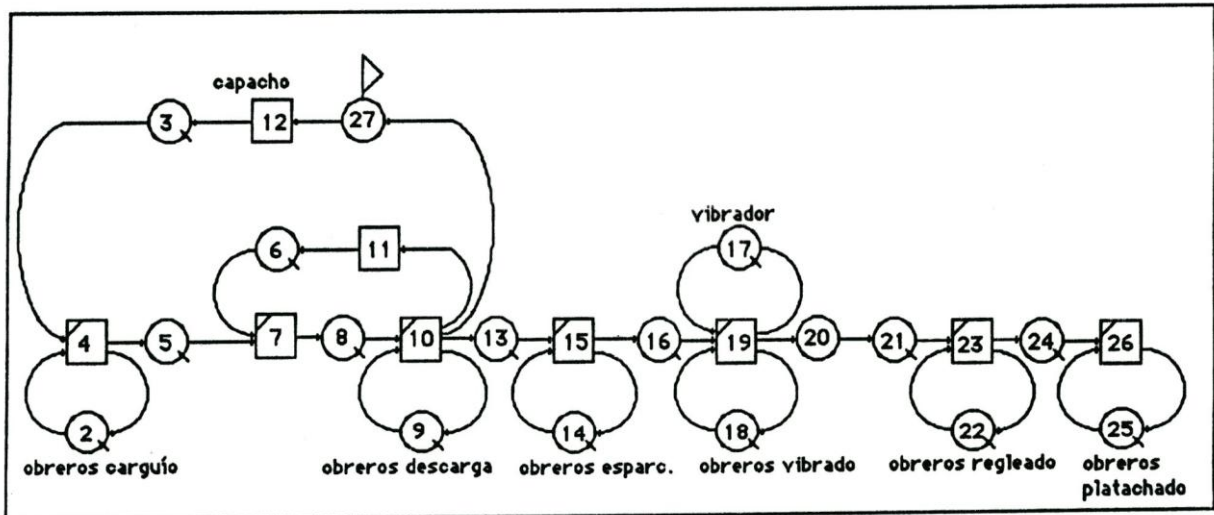 capacho
3
12
27
vibrador
6
11
17
4
5
7
8
10
13
15
16
19
20
21
23
24
26
2
9
14
18
22
25
obreros carguío
obreros descarga
obreros esparc.
obreros vibrado
obreros regleado
obreros
platachado